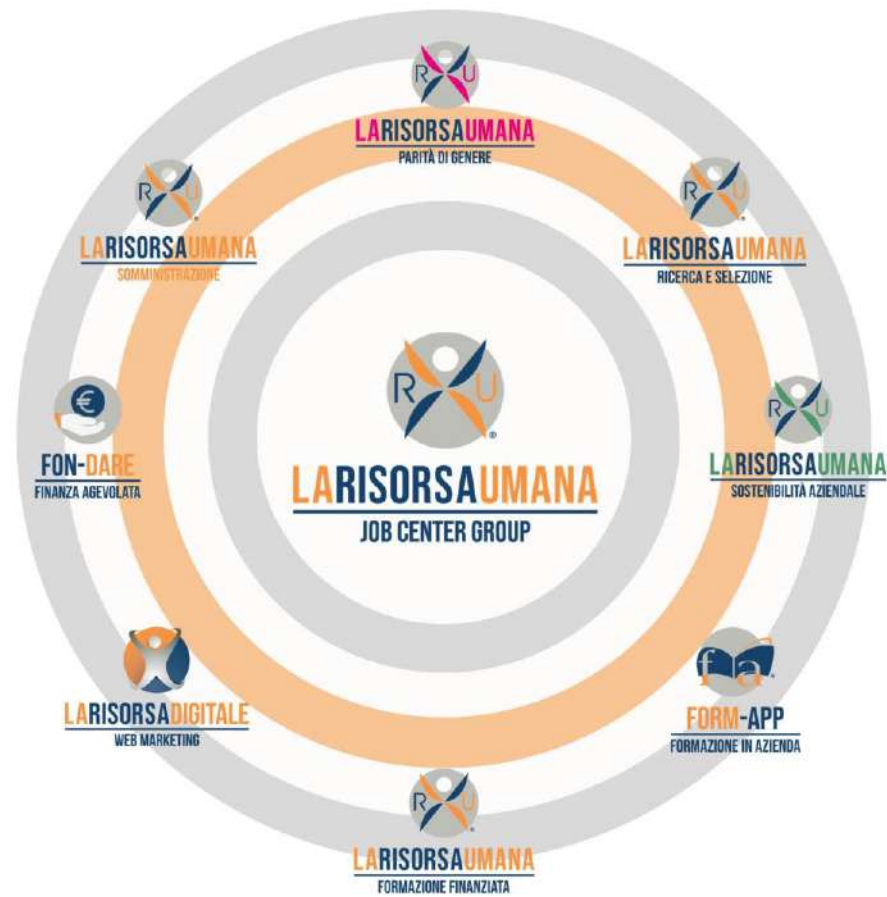 R U
LARISORSAUMANA
PARITÀ DI GENERE
R U
LARISORSAUMANA
SOMMINISTRAZIONE
R U
LARISORSAUMANA
RICERCA E SELEZIONE
R U
LARISORSAUMANA
JOB CENTER GROUP
€
FON-DARE
FINANZA AGEVOLATA
R U
LARISORSAUMANA
SOSTENIBILITÀ AZIENDALE
LARISORSADIGITALE
WEB MARKETING
fa
FORM-APP
FORMAZIONE IN AZIENDA
R U
LARISORSAUMANA
FORMAZIONE FINANZIATA